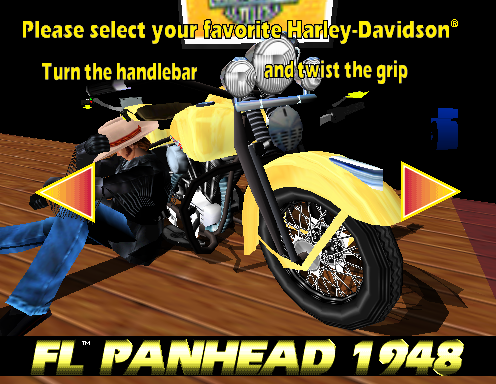 Please select your favorite Harley-Davidson®
Turn the handlebar and twist the grip
FL™ PANHEAD 1948